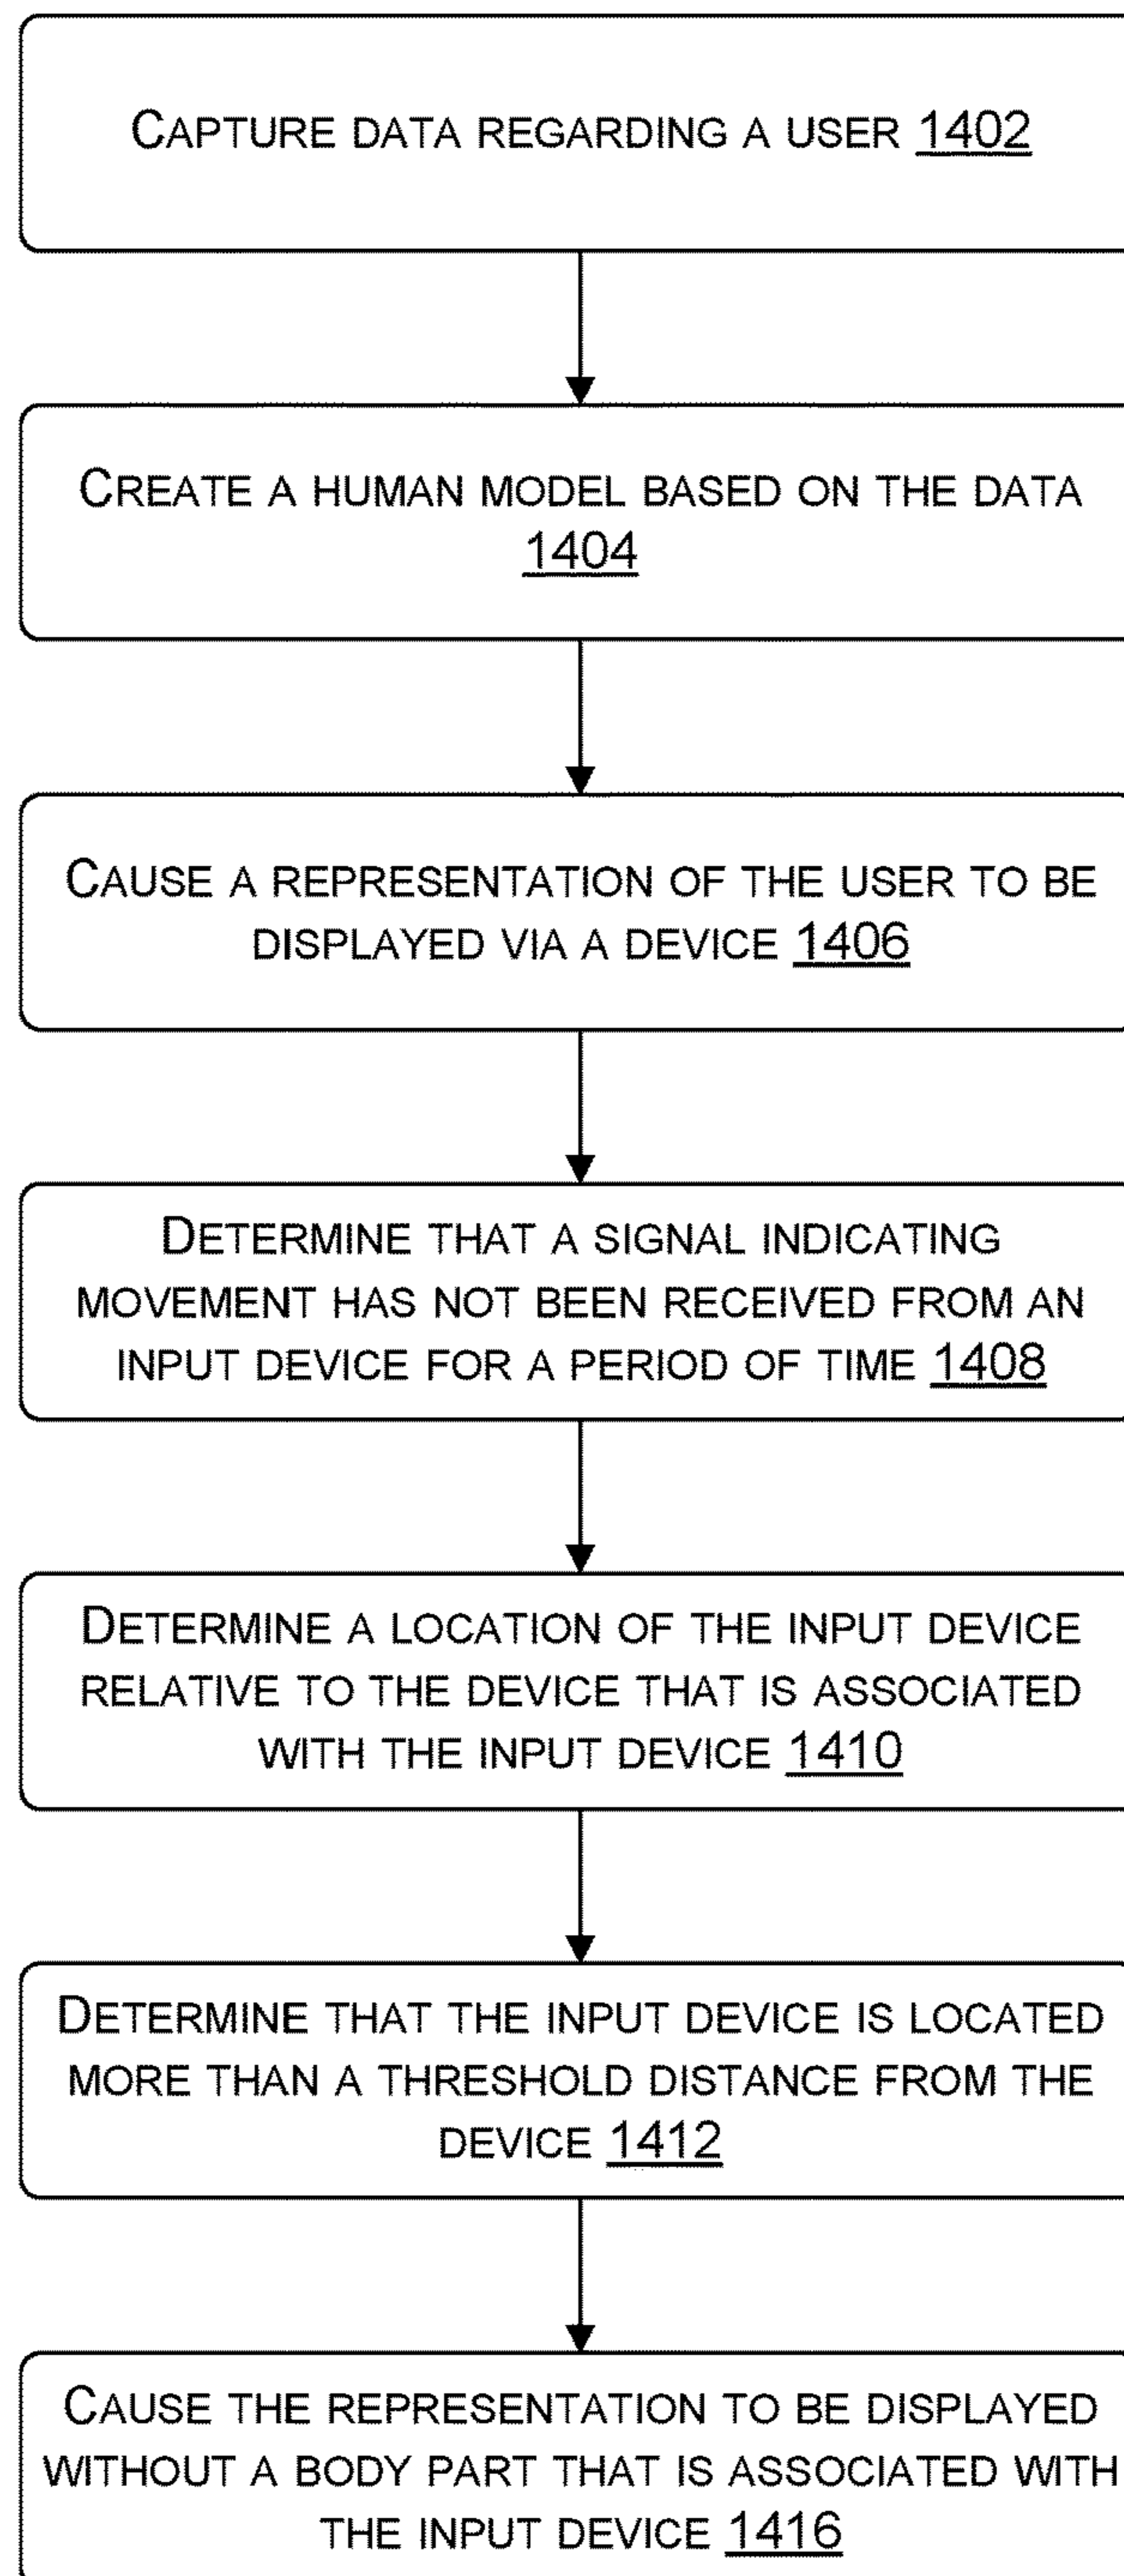 CAPTURE DATA REGARDING A USER 1402
CREATE A HUMAN MODEL BASED ON THE DATA
1404
CAUSE A REPRESENTATION OF THE USER TO BE
DISPLAYED VIA A DEVICE 1406
DETERMINE THAT A SIGNAL INDICATING
MOVEMENT HAS NOT BEEN RECEIVED FROM AN
INPUT DEVICE FOR A PERIOD OF TIME 1408
DETERMINE A LOCATION OF THE INPUT DEVICE
RELATIVE TO THE DEVICE THAT IS ASSOCIATED
WITH THE INPUT DEVICE 1410
DETERMINE THAT THE INPUT DEVICE IS LOCATED
MORE THAN A THRESHOLD DISTANCE FROM THE
DEVICE 1412
CAUSE THE REPRESENTATION TO BE DISPLAYED
WITHOUT A BODY PART THAT IS ASSOCIATED WITH
THE INPUT DEVICE 1416